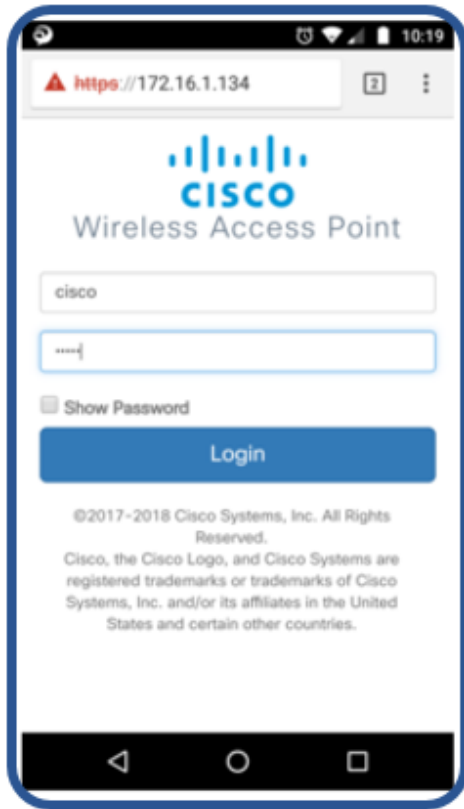 10:19
https://172.16.1.134
2
CISCO
Wireless Access Point
cisco
Show Password
Login
©2017-2018 Cisco Systems, Inc. All Rights
Reserved.
Cisco, the Cisco Logo, and Cisco Systems are
registered trademarks or trademarks of Cisco
Systems, Inc. and/or its affiliates in the United
States and certain other countries.